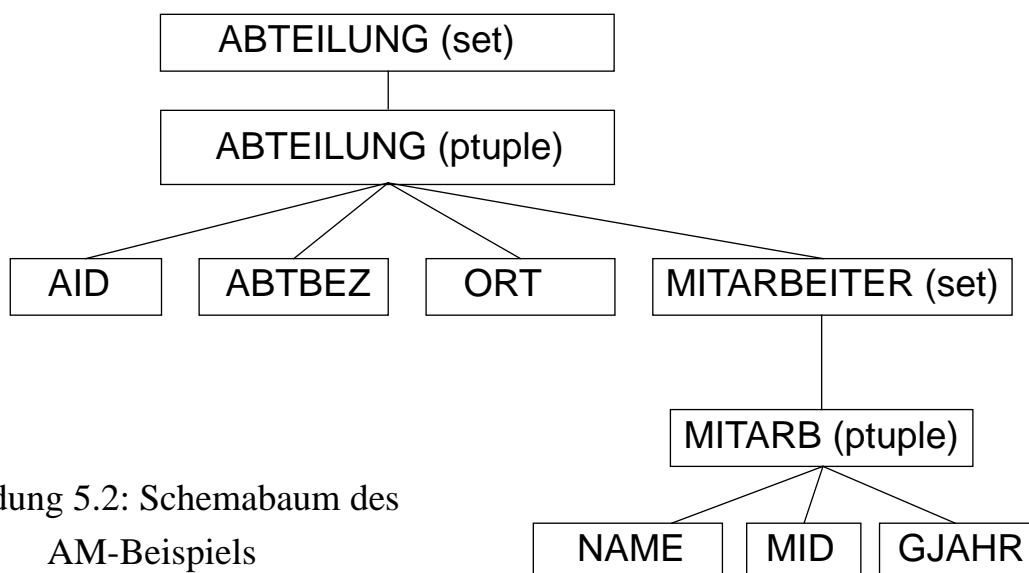 ABTEILUNG (set)
ABTEILUNG (ptuple)
AID ABTBEZ ORT MITARBEITER (set)
MITARB (ptuple)
dung 5.2: Schemabaum des
AM-Beispiels
NAME MID GJAHR